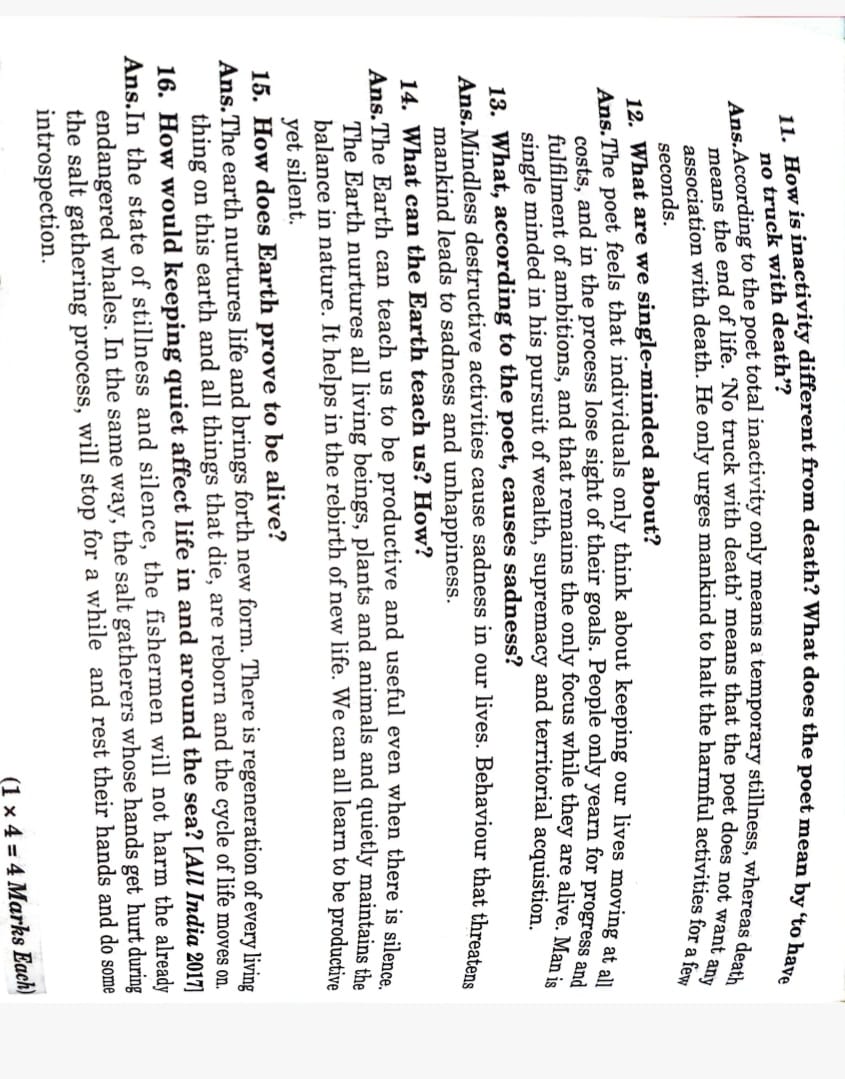 11. How is inactivity different from death? What does the poet mean by ‘to have
no truck with death’?
Ans.According to the poet total inactivity only means a temporary stillness, whereas death
means the end of life. ‘No truck with death’ means that the poet does not want any
association with death. He only urges mankind to halt the harmful activities for a few
seconds.
12. What are we single-minded about?
Ans.The poet feels that individuals only think about keeping our lives moving at all
costs, and in the process lose sight of their goals. People only yearn for progress and
fulfilment of ambitions, and that remains the only focus while they are alive. Man is
single minded in his pursuit of wealth, supremacy and territorial acquistion.
13. What, according to the poet, causes sadness?
Ans.Mindless destructive activities cause sadness in our lives. Behaviour that threatens
mankind leads to sadness and unhappiness.
14. What can the Earth teach us? How?
Ans.The Earth can teach us to be productive and useful even when there is silence.
The Earth nurtures all living beings, plants and animals and quietly maintains the
balance in nature. It helps in the rebirth of new life. We can all learn to be productive
yet silent.
15. How does Earth prove to be alive?
Ans.The earth nurtures life and brings forth new form. There is regeneration of every living
thing on this earth and all things that die, are reborn and the cycle of life moves on.
16. How would keeping quiet affect life in and around the sea? [All India 2017]
Ans.In the state of stillness and silence, the fishermen will not harm the already
endangered whales. In the same way, the salt gatherers whose hands get hurt during
the salt gathering process, will stop for a while and rest their hands and do some
introspection.
(1 x 4 = 4 Marks Each)